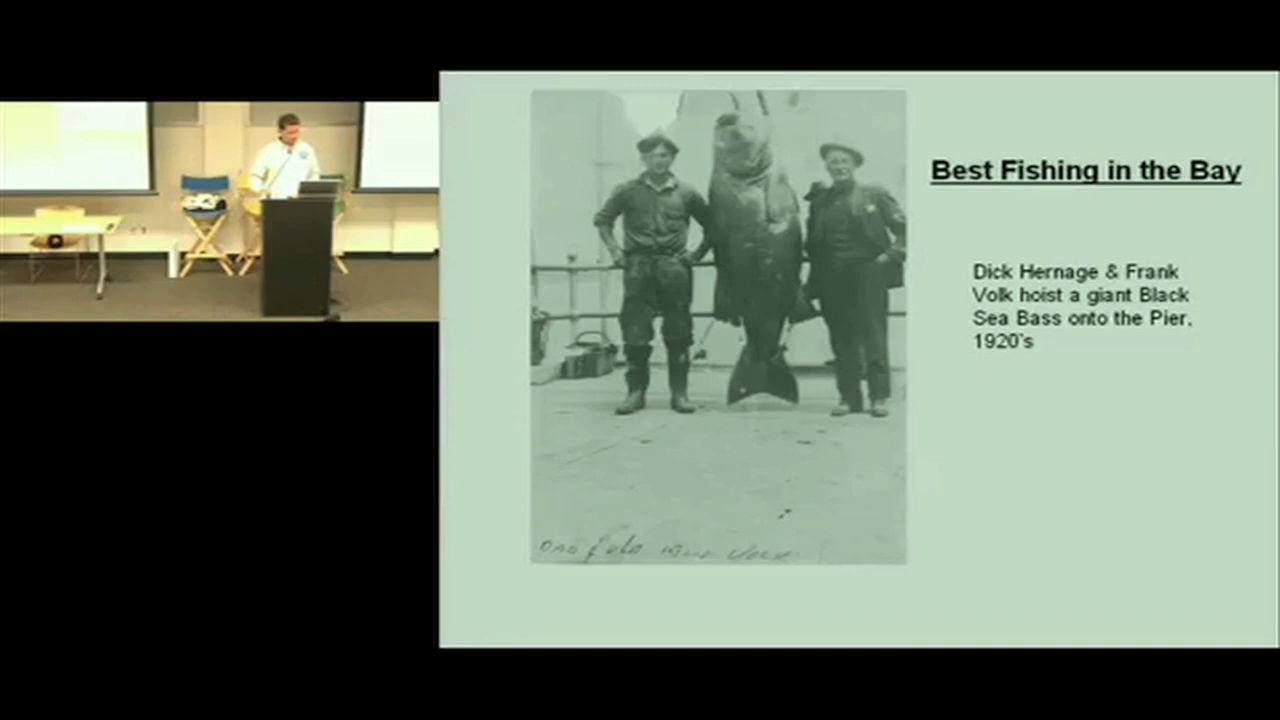 Best Fishing in the Bay
Dick Hernage & Frank
Volk hoist a giant Black
Sea Bass onto the Pier,
1920's